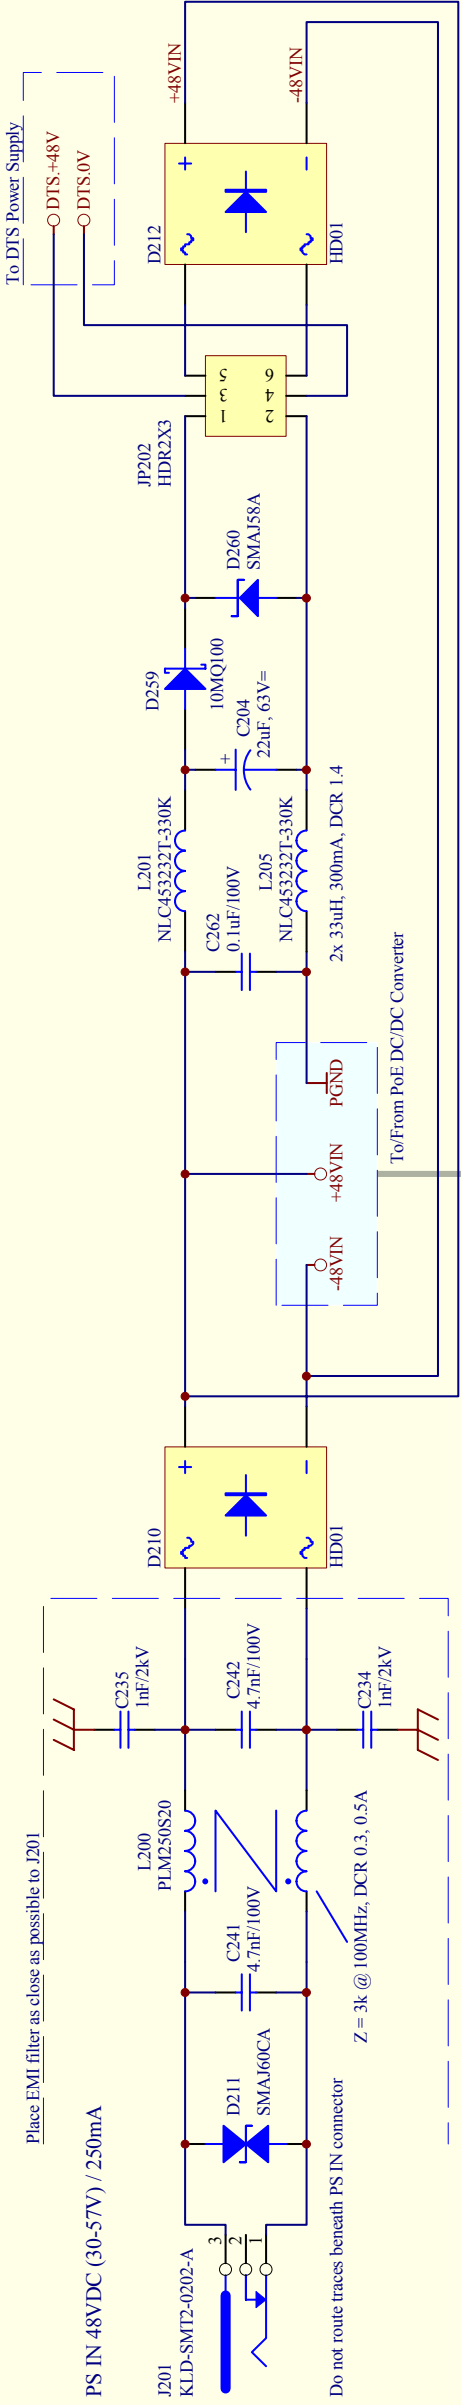 PS IN 48VDC (30-57V) / 250mA
J201
KLD-SMT2-0202-A
3
2
1
Do not route traces beneath PS IN connector
Place EMI filter as close as possible to J201
D211
SMAJ60CA
C241
4.7nF/100V
L200
PLM250S20
Z = 3k @ 100MHz, DCR 0.3, 0.5A
C235
1nF/2kV
C242
4.7nF/100V
C234
1nF/2kV
D210
~
~
+
−
HD01
-48VIN
+48VIN
PGND
To/From PoE DC/DC Converter
C262
0.1uF/100V
L201
NLC453232T-330K
L205
NLC453232T-330K
2x 33uH, 300mA, DCR 1.4
+
C204
22uF, 63V=
D259
10MQ100
D260
SMAJ58A
JP202
HDR2X3
1
3
5
2
4
6
D212
~
~
+
−
HD01
To DTS Power Supply
DTS.+48V
DTS.0V
+48VIN
-48VIN